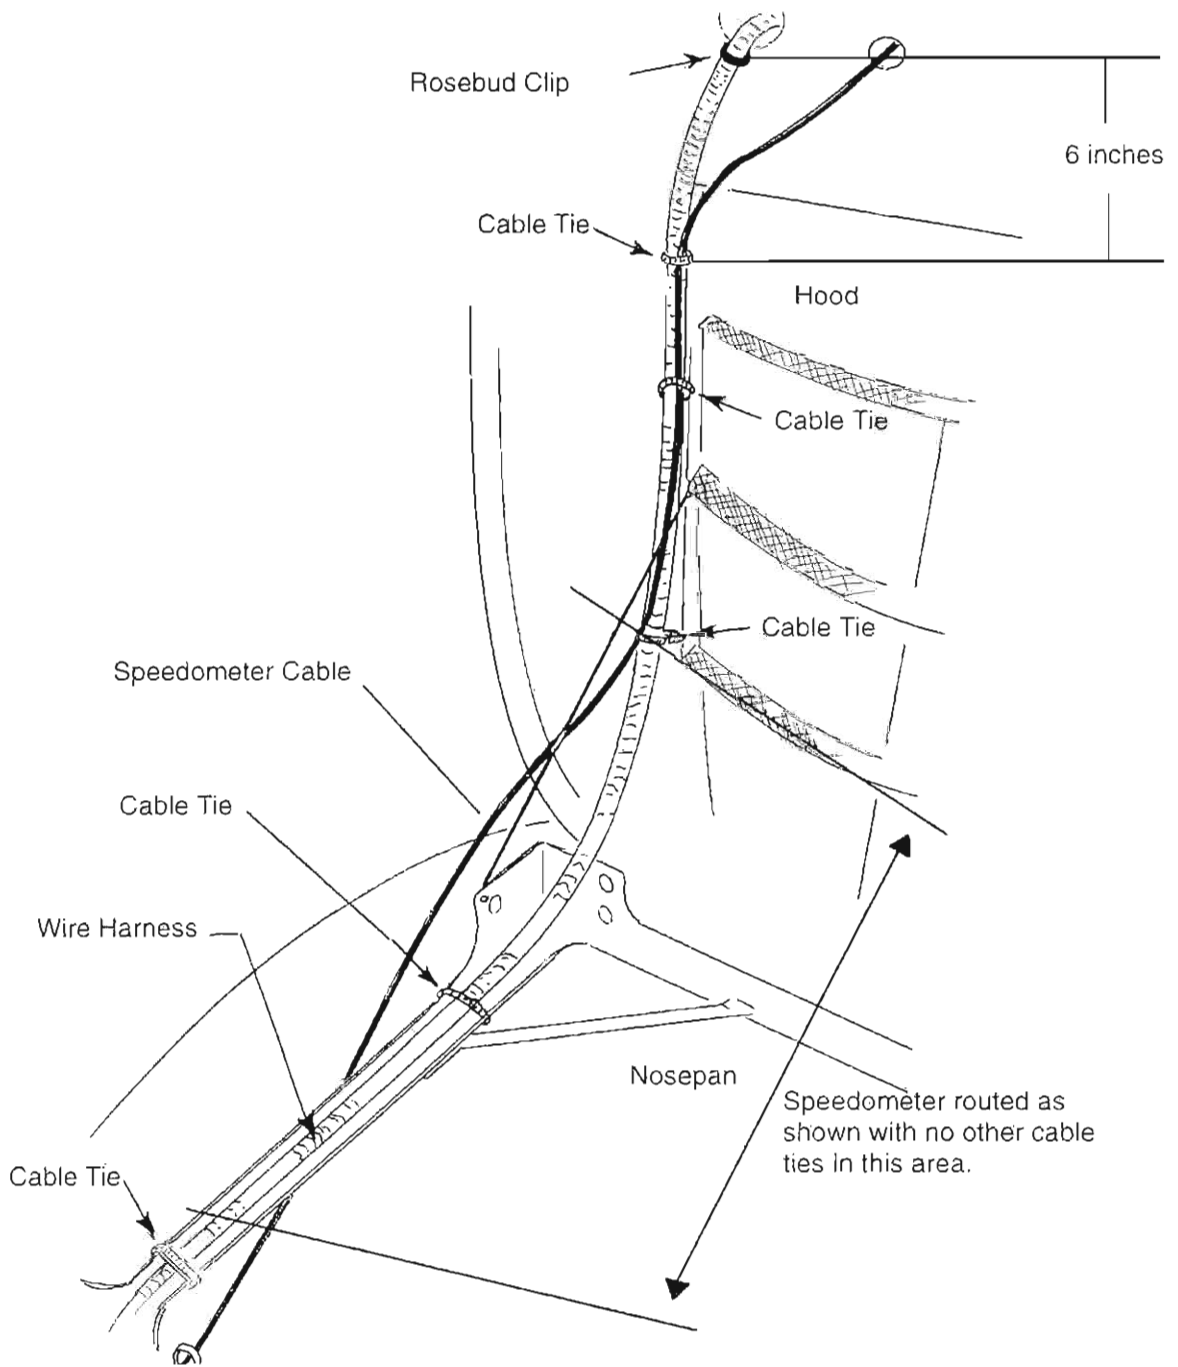 Rosebud Clip
6 inches
Cable Tie
Hood
Cable Tie
Cable Tie
Speedometer Cable
Cable Tie
Wire Harness
Nosepan
Speedometer routed as
shown with no other cable
ties in this area.
Cable Tie